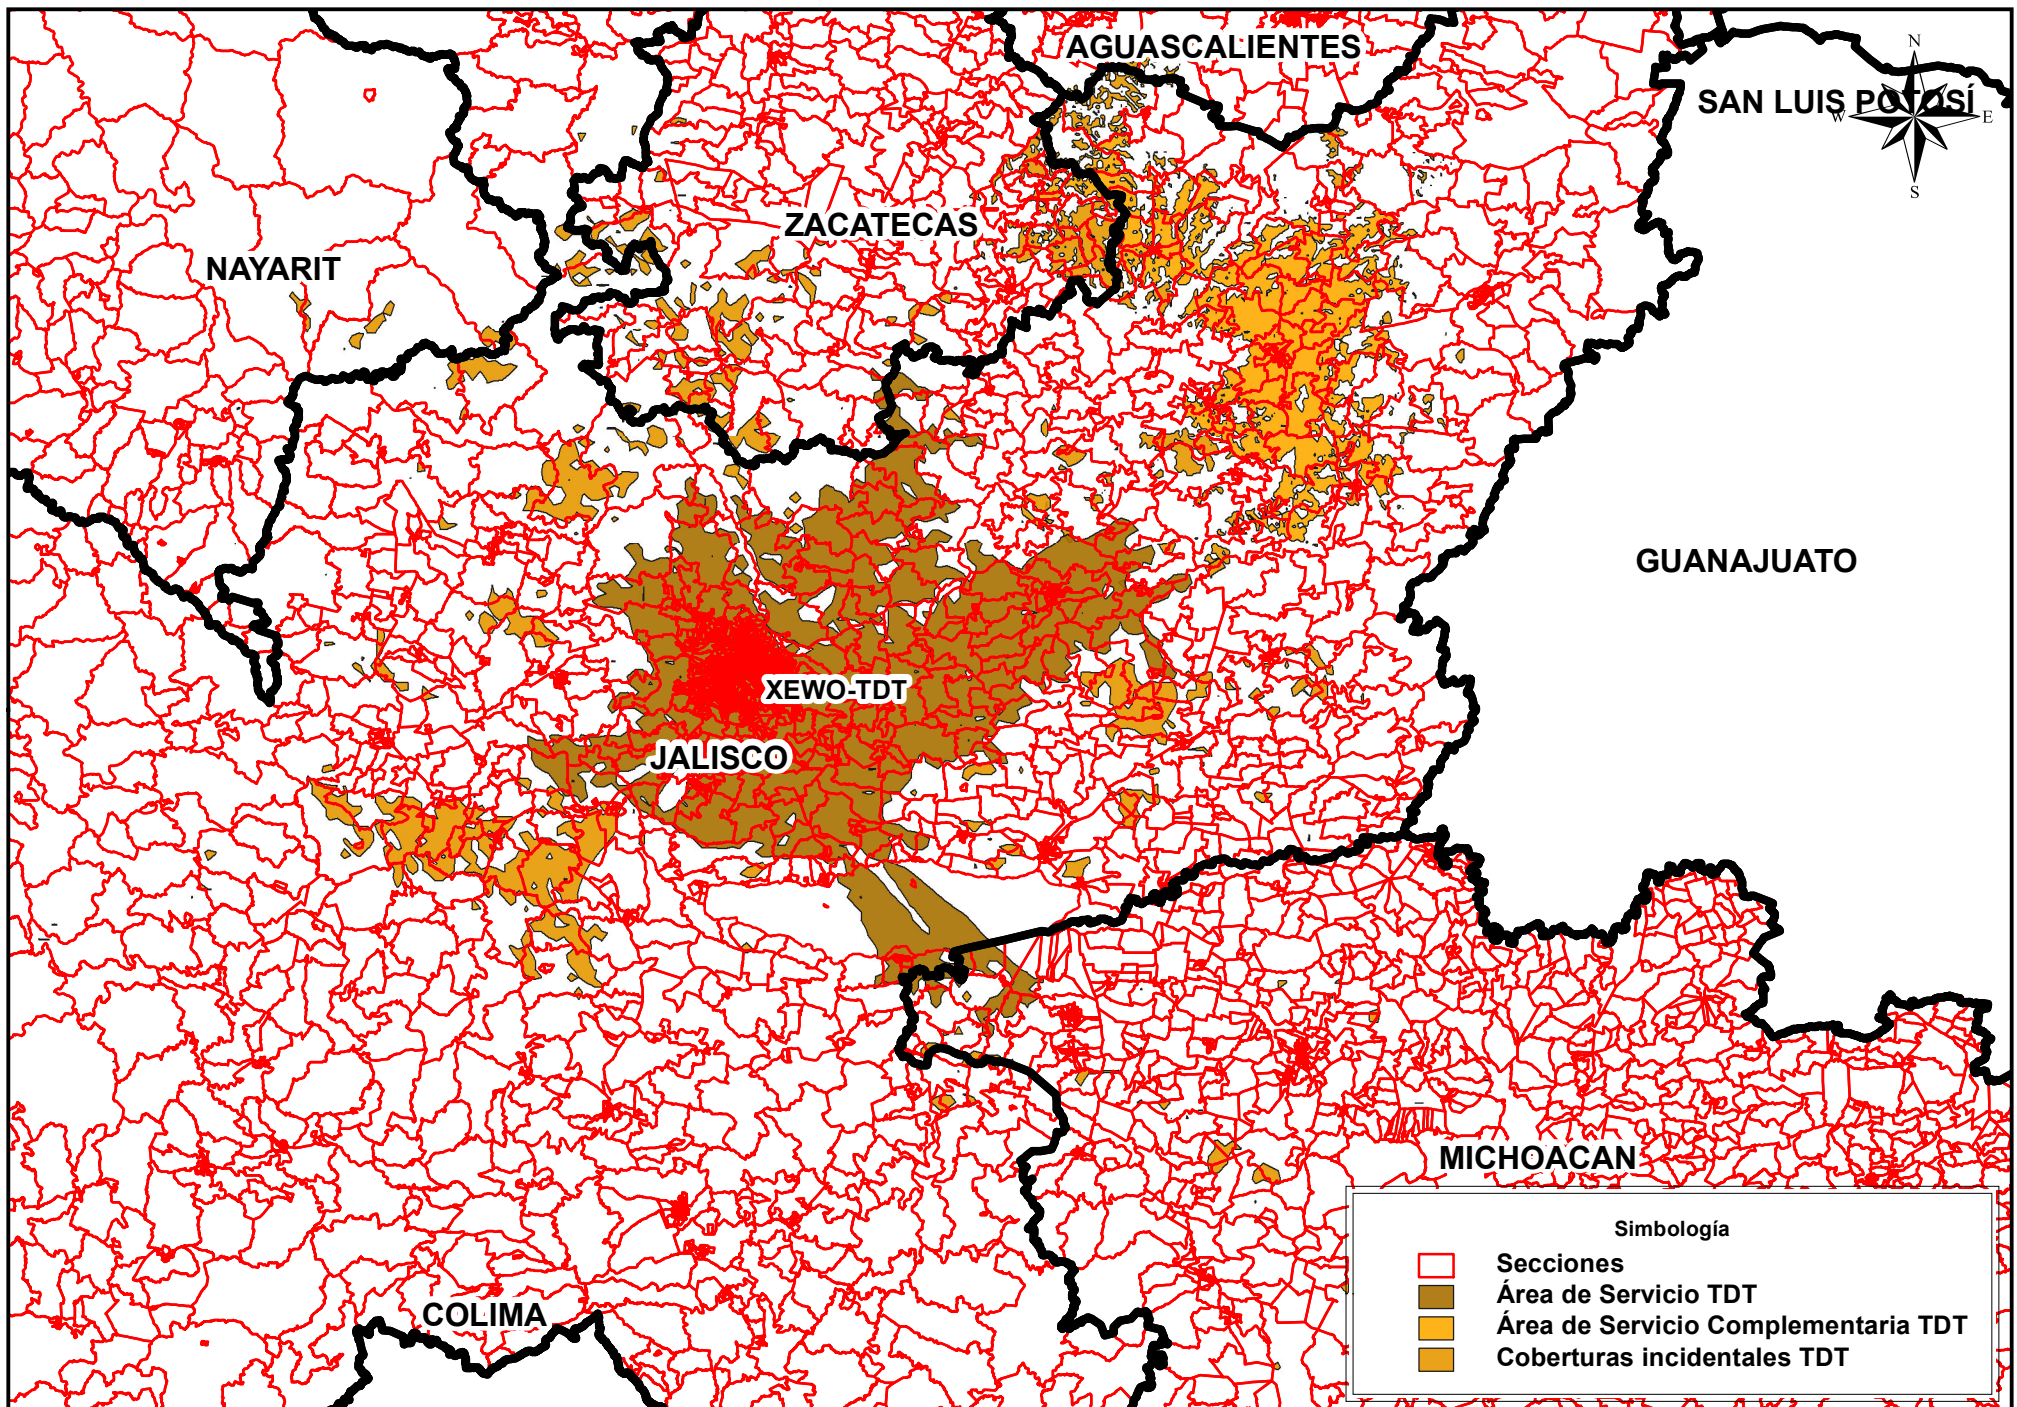 AGUASCALIENTES
N
SAN LUIS POTOSÍ
W
E
S
ZACATECAS
NAYARIT
GUANAJUATO
XEWO-TDT
JALISCO
MICHOACAN
COLIMA
Simbología
Secciones
Área de Servicio TDT
Área de Servicio Complementaria TDT
Coberturas incidentales TDT